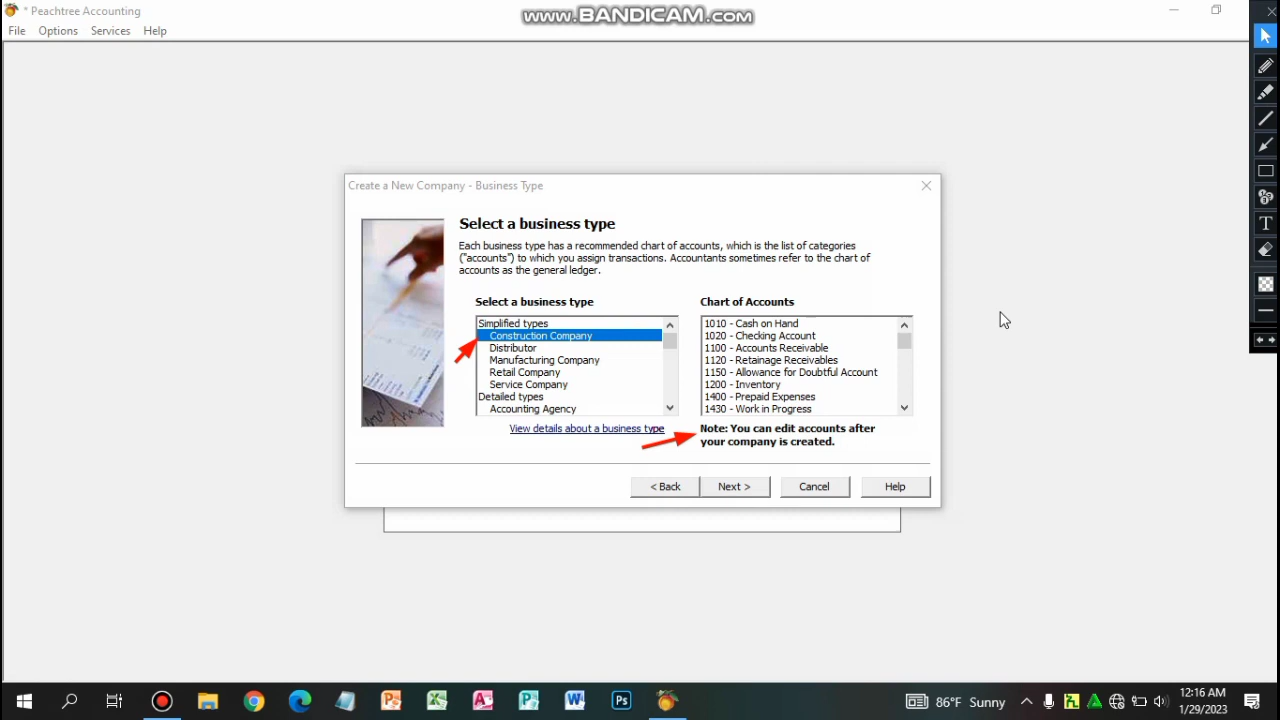 * Peachtree Accounting
www.BANDICAM.com
File Options Services Help
Create a New Company - Business Type
Select a business type
Each business type has a recommended chart of accounts, which is the list of categories
("accounts") to which you assign transactions. Accountants sometimes refer to the chart of
accounts as the general ledger.
Select a business type
Simplified types
Construction Company
Distributor
Manufacturing Company
Retail Company
Service Company
Detailed types
Accounting Agency
View details about a business type
Chart of Accounts
1010 - Cash on Hand
1020 - Checking Account
1100 - Accounts Receivable
1120 - Retainage Receivables
1150 - Allowance for Doubtful Account
1200 - Inventory
1400 - Prepaid Expenses
1430 - Work in Progress
Note: You can edit accounts after
your company is created.
< Back Next > Cancel Help
86°F Sunny
12:16 AM
1/29/2023